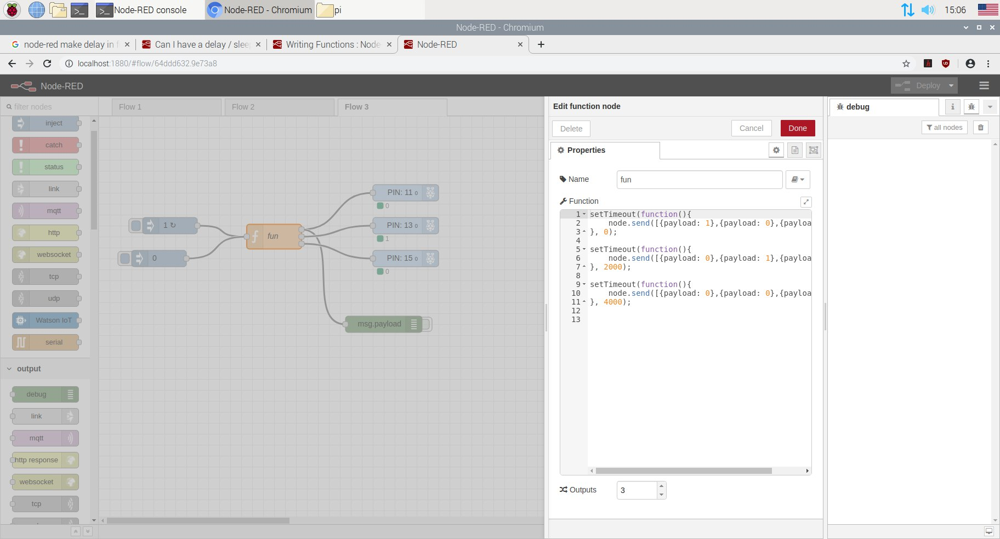 Node-RED console
Node-RED - Chromium
pi
15:06
Node-RED - Chromium
node-red make delay in f
Can I have a delay / slee
Writing Functions : Node
Node-RED
localhost:1880/#flow/64ddd632.9e73a8
Node-RED
Deploy
filter nodes
Flow 1
Flow 2
Flow 3
inject
catch
status
link
mqtt
http
websocket
tcp
udp
Watson IoT
serial
output
debug
link
mqtt
http response
websocket
tcp
1 ↻
0
fun
PIN: 11 0
0
PIN: 13 0
1
PIN: 15 0
0
msg.payload
Edit function node
Delete
Cancel
Done
Properties
Name
fun
Function
1 setTimeout(function(){
2 node.send([{payload: 1},{payload: 0},{payloa
3 }, 0);
4
5 setTimeout(function(){
6 node.send([{payload: 0},{payload: 1},{payloa
7 }, 2000);
8
9 setTimeout(function(){
10 node.send([{payload: 0},{payload: 0},{payloa
11 }, 4000);
12
13
Outputs
3
debug
i
all nodes